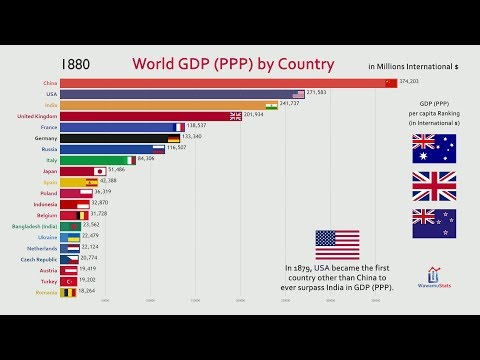 1880
World GDP (PPP) by Country
in Millions International $
China 374,203
USA 271,583
India 241,737
United Kingdom 201,934
France 138,537
Germany 133,340
Russia 116,507
Italy 84,306
Japan 51,486
Spain 42,388
Poland 36,319
Indonesia 32,870
Belgium 31,728
Bangladesh (India) 23,562
Ukraine 22,479
Netherlands 22,124
Czech Republic 20,774
Austria 19,419
Turkey 19,202
Romania 18,264
GDP (PPP)
per capita Ranking
(in International $)
In 1879, USA became the first
country other than China to
ever surpass India in GDP (PPP).
WawamuStats